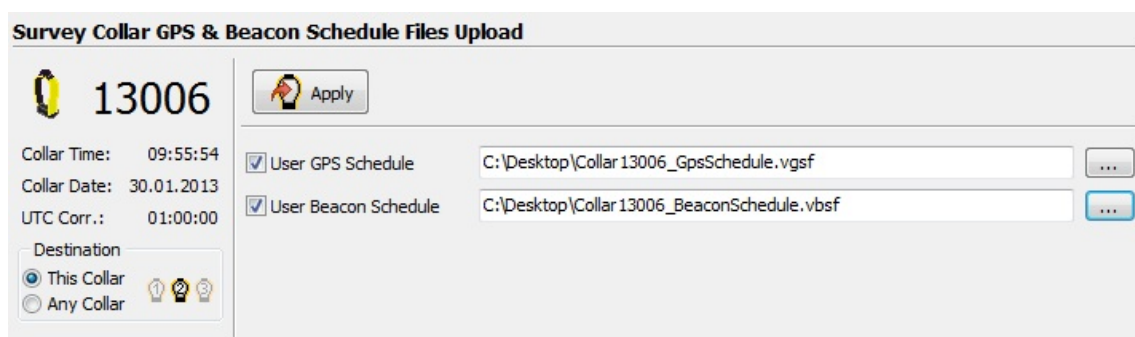 Survey Collar GPS & Beacon Schedule Files Upload
13006
Apply
Collar Time: 09:55:54
Collar Date: 30.01.2013
UTC Corr.: 01:00:00
Destination
This Collar
Any Collar
1 2 3
User GPS Schedule C:\Desktop\Collar13006_GpsSchedule.vgsf ...
User Beacon Schedule C:\Desktop\Collar13006_BeaconSchedule.vbsf ...